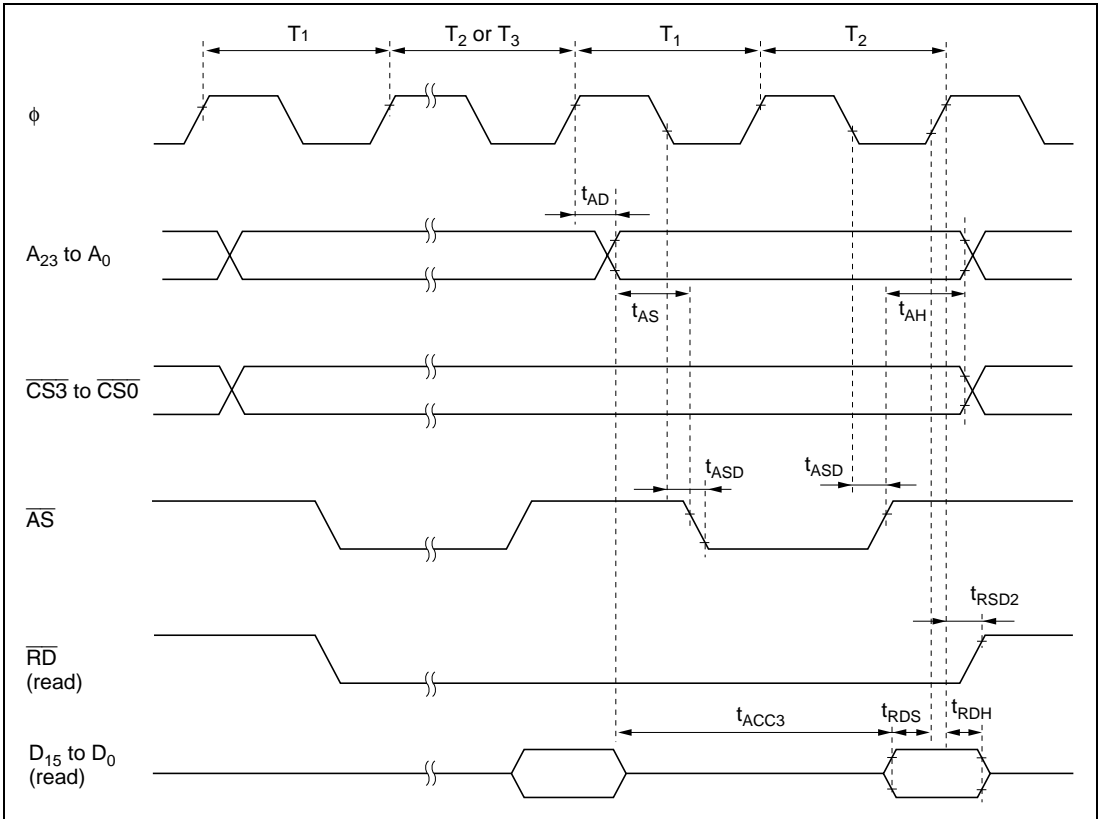 T1 T2 or T3 T1 T2
ϕ
tAD
A23 to A0
tAS tAH
CS3 to CS0
tASD tASD
AS
tRSD2
RD
(read)
tACC3 tRDS tRDH
D15 to D0
(read)